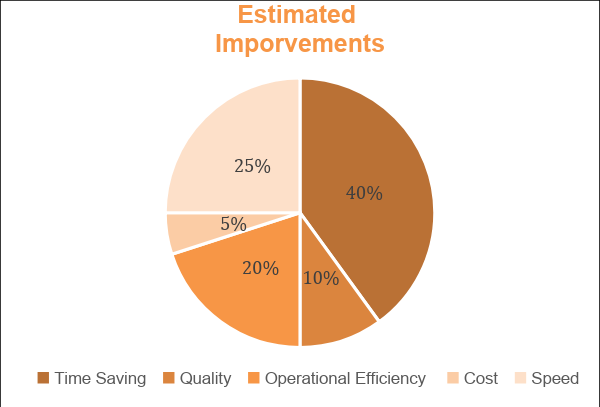 Estimated
Imporvements
25%
40%
5%
20%
10%
Time Saving Quality Operational Efficiency Cost Speed